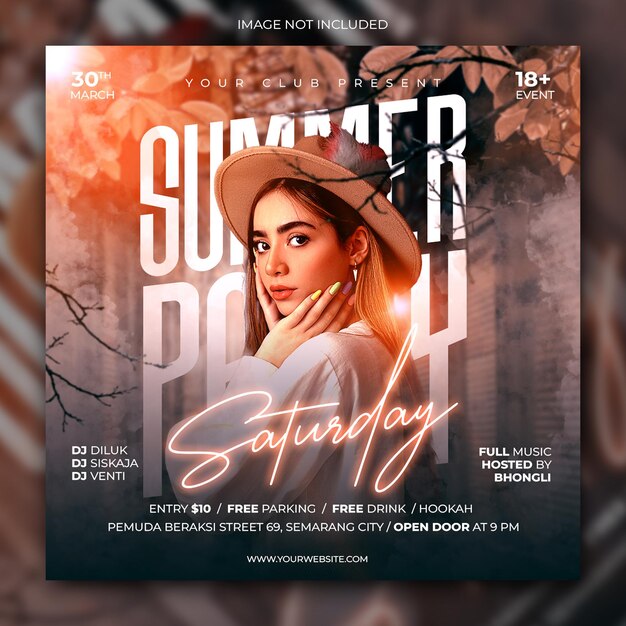 IMAGE NOT INCLUDED
30TH
MARCH
YOUR CLUB PRESENT
18+
EVENT
SUMMER
PARTY
Saturday
DJ DILUK
DJ SISKAJA
DJ VENTI
FULL MUSIC
HOSTED BY
BHONGLI
ENTRY $10 / FREE PARKING / FREE DRINK / HOOKAH
PEMUDA BERAKSI STREET 69, SEMARANG CITY / OPEN DOOR AT 9 PM
WWW.YOURWEBSITE.COM